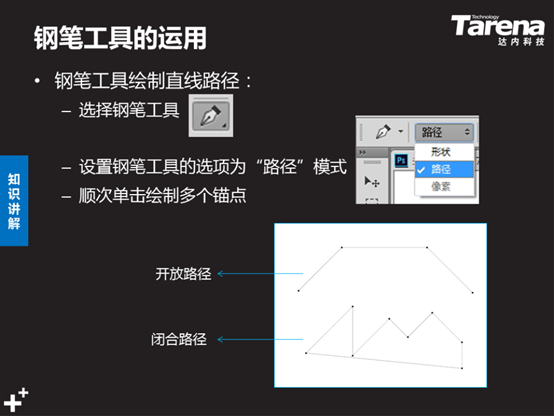 钢笔工具的运用
Technology
Tarena
达内科技
• 钢笔工具绘制直线路径：
– 选择钢笔工具
– 设置钢笔工具的选项为“路径”模式
– 顺次单击绘制多个锚点
路径
形状
路径
像素
Ps
知识讲解
开放路径
闭合路径